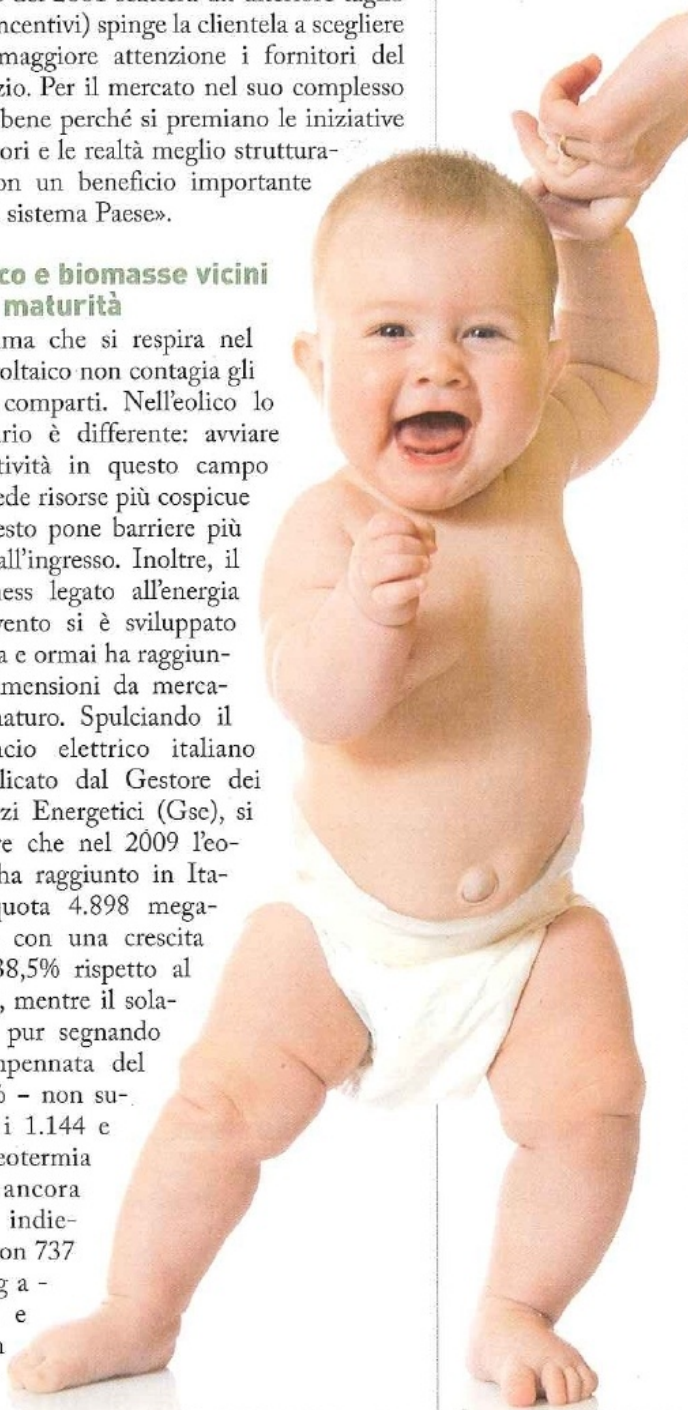 ncentivi) spinge la clientela a scegliere
maggiore attenzione i fornitori del
zio. Per il mercato nel suo complesso
bene perché si premiano le iniziative
ori e le realtà meglio struttura-
on un beneficio importante
sistema Paese».
co e biomasse vicini
maturità
ma che si respira nel
oltaico non contagia gli
comparti. Nell'eolico lo
rio è differente: avviare
tività in questo campo
ede risorse più cospicue
esto pone barriere più
all'ingresso. Inoltre, il
ness legato all'energia
vento si è sviluppato
a e ormai ha raggiun-
mensioni da merca-
naturo. Spulciando il
ncio elettrico italiano
licato dal Gestore dei
zi Energetici (Gse), si
re che nel 2009 l'eo-
ha raggiunto in Ita-
uota 4.898 mega-
con una crescita
38,5% rispetto al
, mentre il sola-
pur segnando
mpennata del
– non su-
i 1.144 e
eotermia
ancora
indie-
on 737
g a -
e